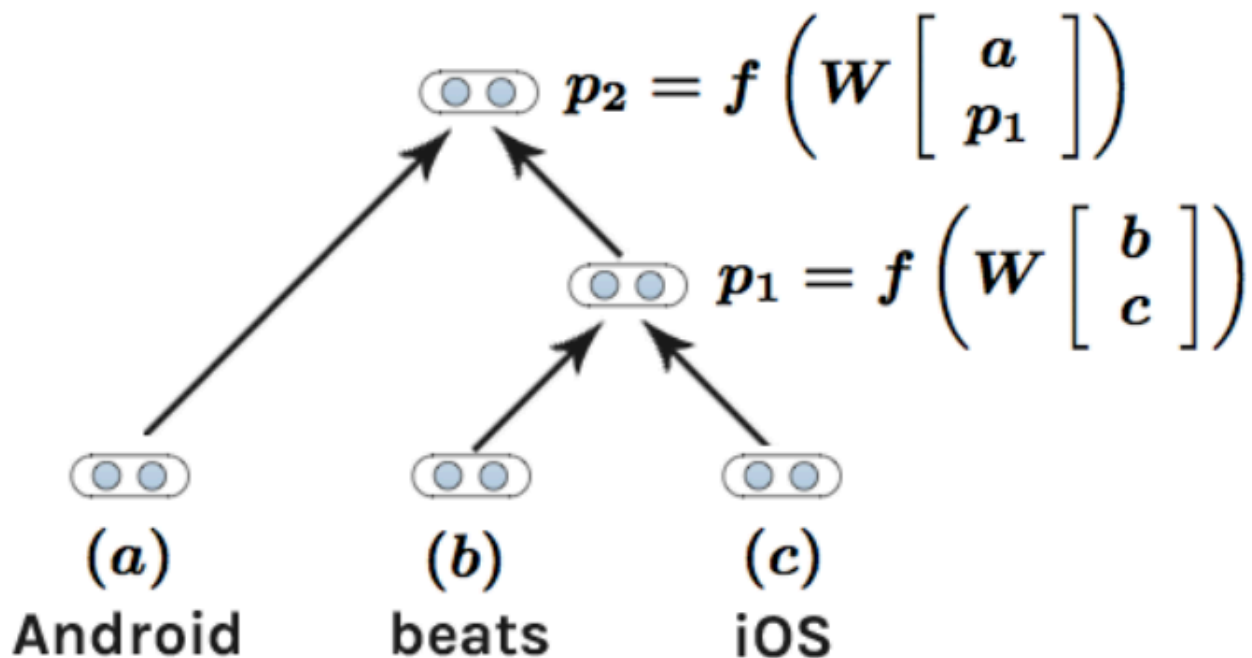 p₂ = f ( W [ a p₁ ] )
p₁ = f ( W [ b c ] )
(a) (b) (c)
Android beats iOS